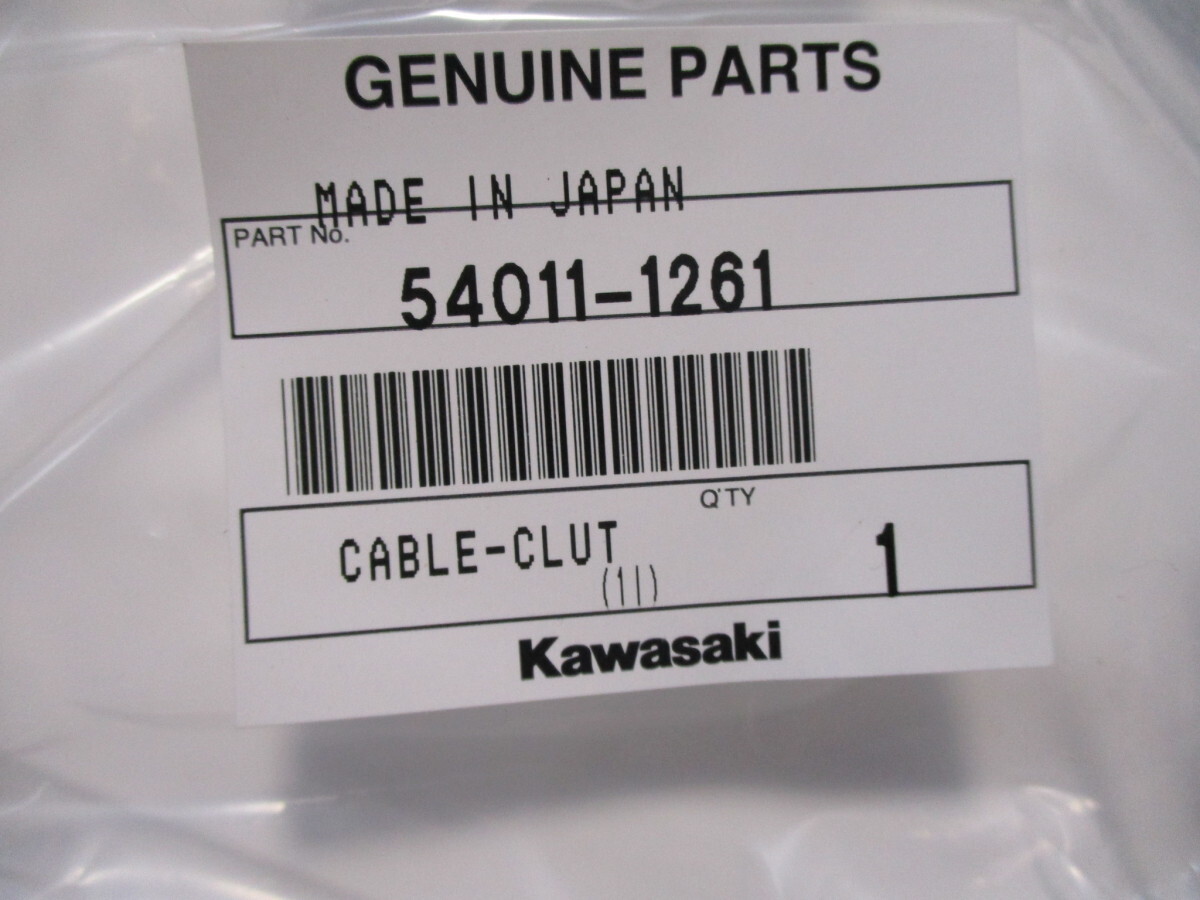 GENUINE PARTS
MADE IN JAPAN
PART No.
54011-1261
Q'TY
CABLE-CLUT
1
(11)
Kawasaki